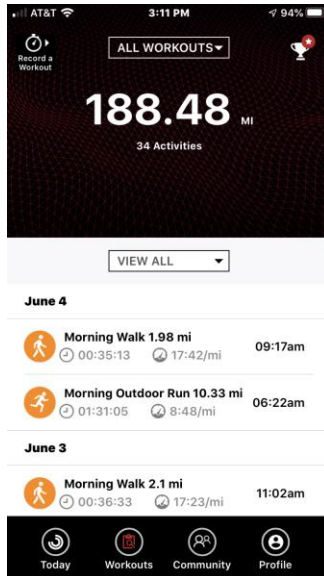 AT&T 3:11 PM 94%
Record a
Workout
ALL WORKOUTS
188.48 MI
34 Activities
VIEW ALL
June 4
Morning Walk 1.98 mi
00:35:13 17:42/mi
09:17am
Morning Outdoor Run 10.33 mi
01:31:05 8:48/mi
06:22am
June 3
Morning Walk 2.1 mi
00:36:33 17:23/mi
11:02am
Today Workouts Community Profile